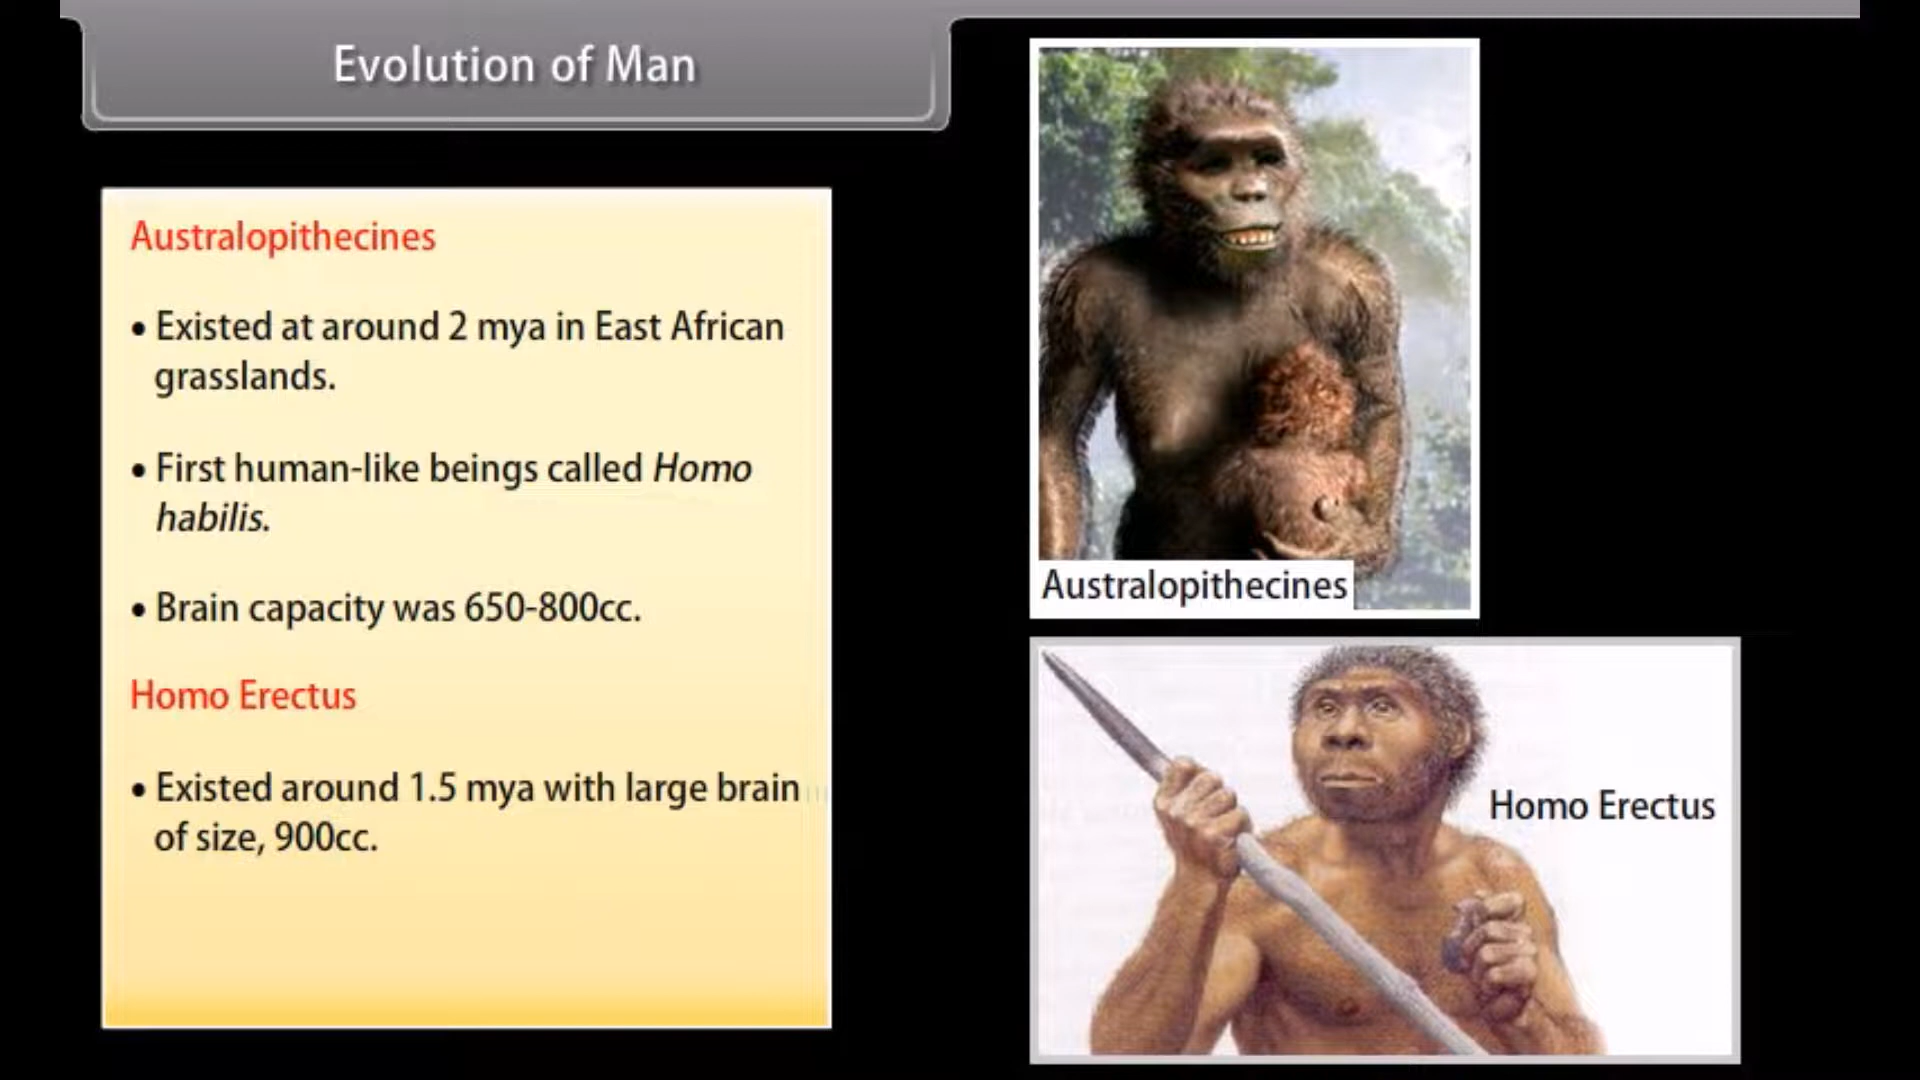 Evolution of Man
Australopithecines
• Existed at around 2 mya in East African
grasslands.
• First human-like beings called Homo
habilis.
• Brain capacity was 650-800cc.
Homo Erectus
• Existed around 1.5 mya with large brain
of size, 900cc.
Australopithecines
Homo Erectus